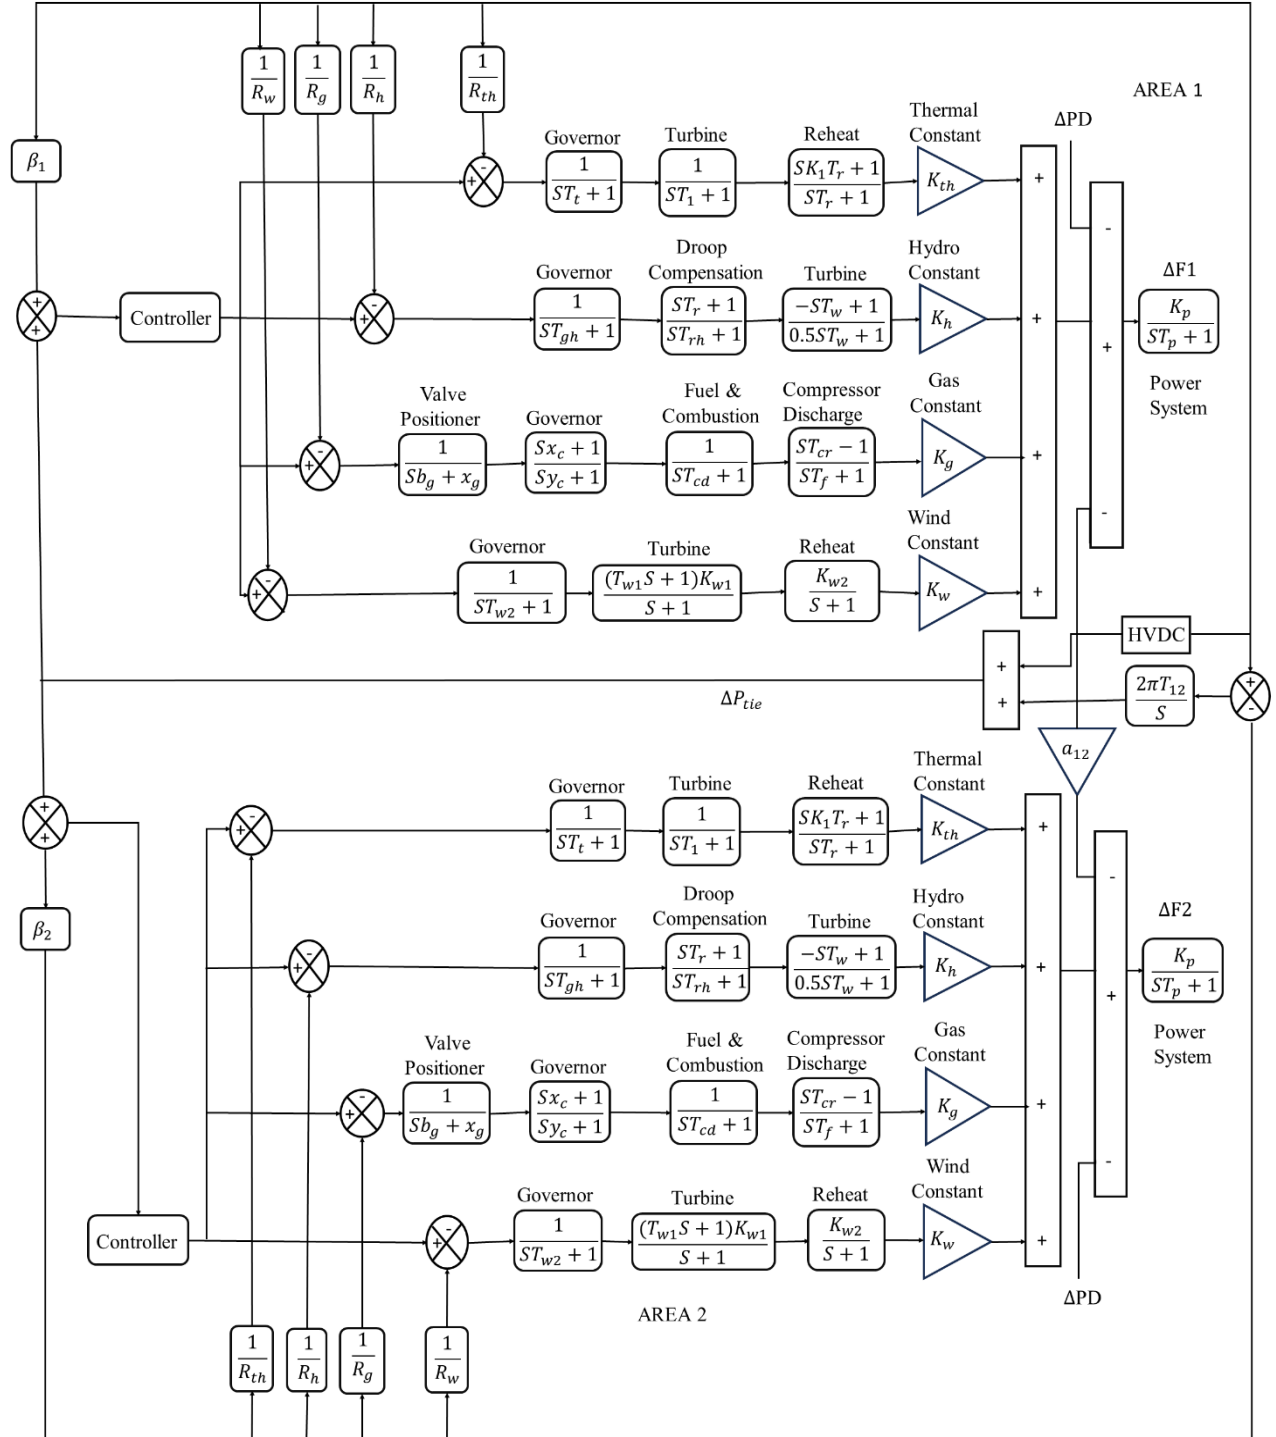 1/R_w 1/R_g 1/R_h 1/R_th
AREA 1
β_1
ΔPD
Governor Turbine Reheat Thermal Constant
+ - 1/(ST_t + 1) 1/(ST_1 + 1) (SK_1T_r + 1)/(ST_r + 1) K_th +
-
Governor Droop Compensation Turbine Hydro Constant
ΔF1
+ + Controller + - 1/(ST_gh + 1) (ST_r + 1)/(ST_rh + 1) (-ST_w + 1)/(0.5ST_w + 1) K_h + + K_p/(ST_p + 1)
Power System
Valve Positioner Governor Fuel & Combustion Compressor Discharge Gas Constant
+ - 1/(Sb_g + x_g) (Sx_c + 1)/(Sy_c + 1) 1/(ST_cd + 1) (ST_cr - 1)/(ST_f + 1) K_g +
-
Governor Turbine Reheat Wind Constant
+ - 1/(ST_w2 + 1) ((T_w1S + 1)K_w1)/(S + 1) K_w2/(S + 1) K_w +
+ HVDC
ΔP_tie + 2πT_12/S + -
a_12
Governor Turbine Reheat Thermal Constant
+ + + - 1/(ST_t + 1) 1/(ST_1 + 1) (SK_1T_r + 1)/(ST_r + 1) K_th +
-
β_2
Governor Droop Compensation Turbine Hydro Constant
ΔF2
+ - 1/(ST_gh + 1) (ST_r + 1)/(ST_rh + 1) (-ST_w + 1)/(0.5ST_w + 1) K_h + + K_p/(ST_p + 1)
Power System
Valve Positioner Governor Fuel & Combustion Compressor Discharge Gas Constant
+ - 1/(Sb_g + x_g) (Sx_c + 1)/(Sy_c + 1) 1/(ST_cd + 1) (ST_cr - 1)/(ST_f + 1) K_g +
-
Governor Turbine Reheat Wind Constant
Controller + - 1/(ST_w2 + 1) ((T_w1S + 1)K_w1)/(S + 1) K_w2/(S + 1) K_w +
ΔPD
AREA 2
1/R_th 1/R_h 1/R_g 1/R_w